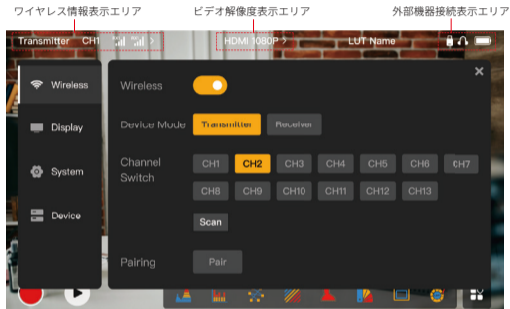 ワイヤレス情報表示エリア ビデオ解像度表示エリア 外部機器接続表示エリア
Transmitter CH1 HDMI 1080P > LUT Name
Wireless Wireless
Device Mode Transmitter Receiver
Display
Channel Switch CH1 CH2 CH3 CH4 CH5 CH6 CH7
System
CH8 CH9 CH10 CH11 CH12 CH13
Device
Scan
Pairing Pair